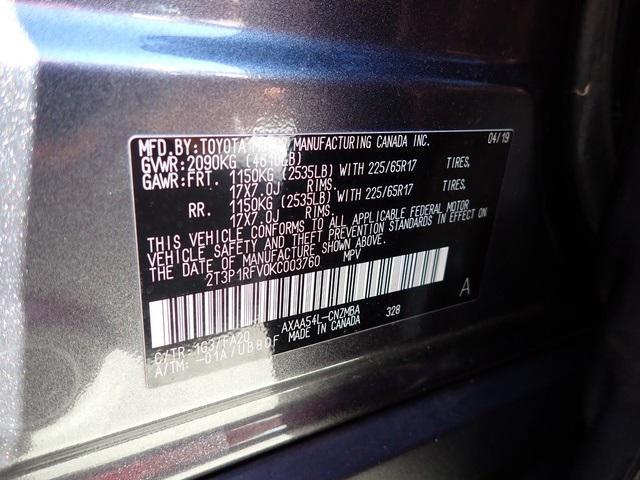 MFD.BY:TOYOTA MANUFACTURING CANADA INC. 04/19
GVWR:2090KG (4610LB)
GAWR:FRT. 1150KG (2535LB) WITH 225/65R17 TIRES,
17X7.0J RIMS.
RR. 1150KG (2535LB) WITH 225/65R17 TIRES,
17X7.0J RIMS.
THIS VEHICLE CONFORMS TO ALL APPLICABLE FEDERAL MOTOR
VEHICLE SAFETY AND THEFT PREVENTION STANDARDS IN EFFECT ON
THE DATE OF MANUFACTURE SHOWN ABOVE.
2T3P1RFV0KC003760 MPV
A
C/TR: 1G3/FA20 AXAA54L-CNZMBA 328
A/TM: -01A/UB80F MADE IN CANADA